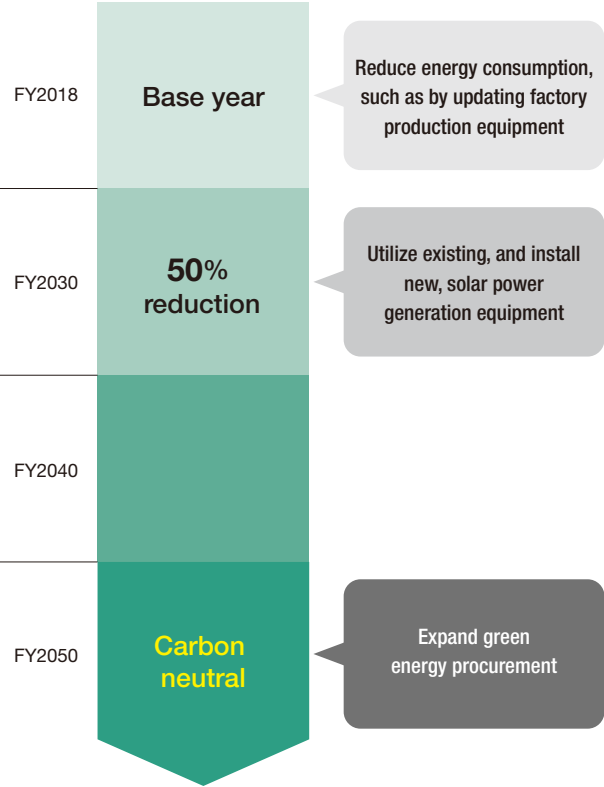 FY2018
Base year
Reduce energy consumption,
such as by updating factory
production equipment
FY2030
50%
reduction
Utilize existing, and install
new, solar power
generation equipment
FY2040
FY2050
Carbon
neutral
Expand green
energy procurement